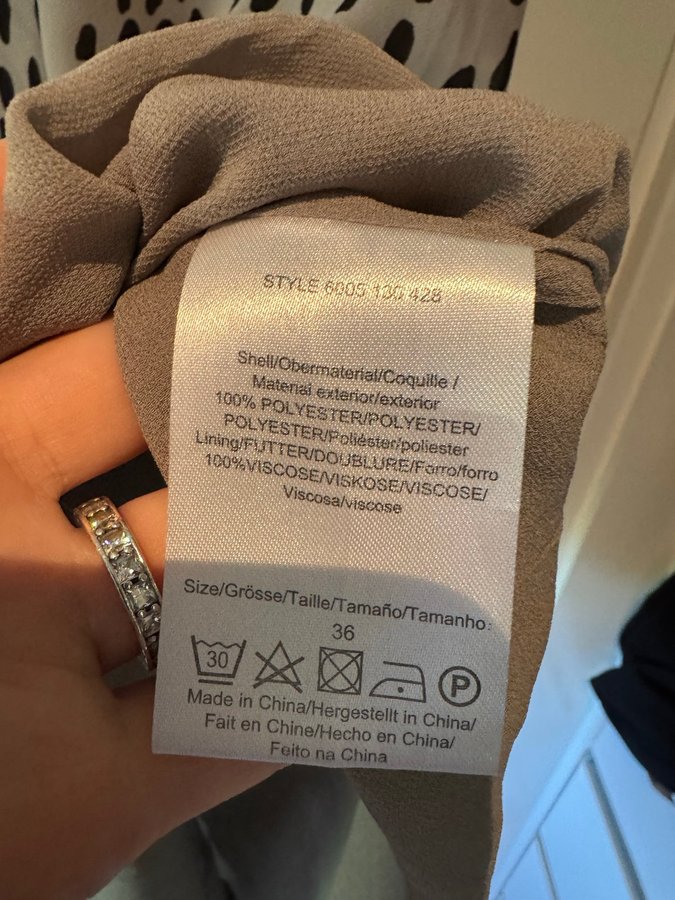 STYLE 6005 130 428
Shell/Obermaterial/Coquille /
Material exterior/exterior
100% POLYESTER/POLYESTER/
POLYESTER/Poliéster/poliester
Lining/FUTTER/DOUBLURE/Forro/forro
100%VISCOSE/VISKOSE/VISCOSE/
Viscosa/viscose
Size/Grösse/Taille/Tamaño/Tamanho:
36
30
P
Made in China/Hergestellt in China/
Fait en Chine/Hecho en China/
Feito na China